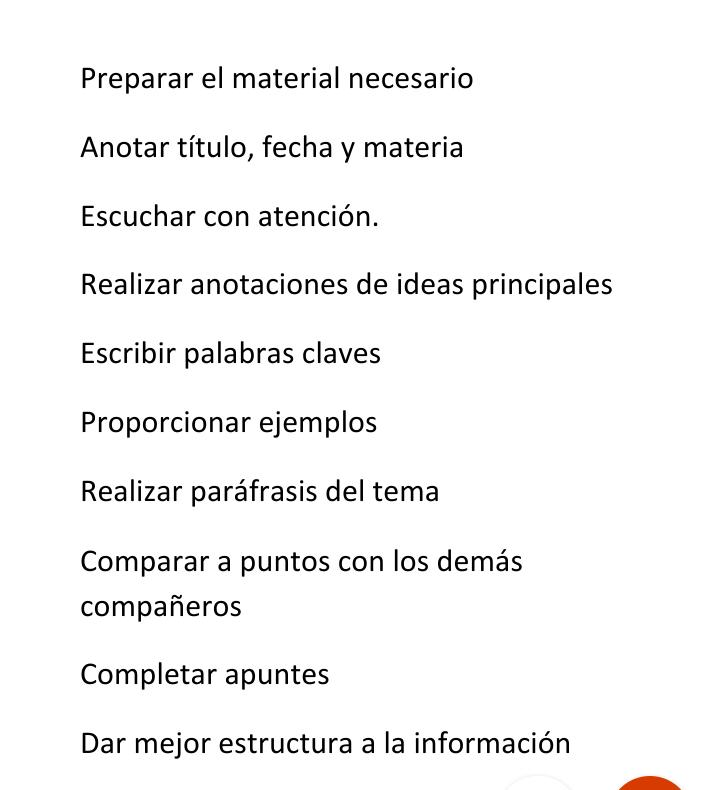 Preparar el material necesario
Anotar título, fecha y materia
Escuchar con atención.
Realizar anotaciones de ideas principales
Escribir palabras claves
Proporcionar ejemplos
Realizar paráfrasis del tema
Comparar a puntos con los demás
compañeros
Completar apuntes
Dar mejor estructura a la información